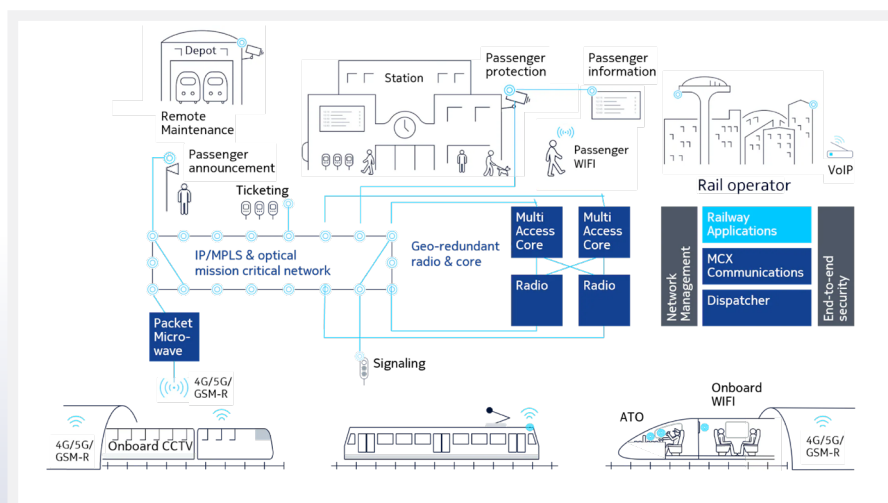 Depot
Remote
Maintenance
Station
Passenger
protection
Passenger
information
Passenger
WIFI
VoIP
Rail operator
Passenger
announcement
Ticketing
IP/MPLS & optical
mission critical network
Geo-redundant
radio & core
Multi
Access
Core
Multi
Access
Core
Radio
Radio
Network
Management
Railway
Applications
MCX
Communications
Dispatcher
End-to-end
security
Packet
Micro-
wave
Signaling
4G/5G/
GSM-R
4G/5G/
GSM-R
Onboard CCTV
ATO
Onboard
WIFI
4G/5G/
GSM-R